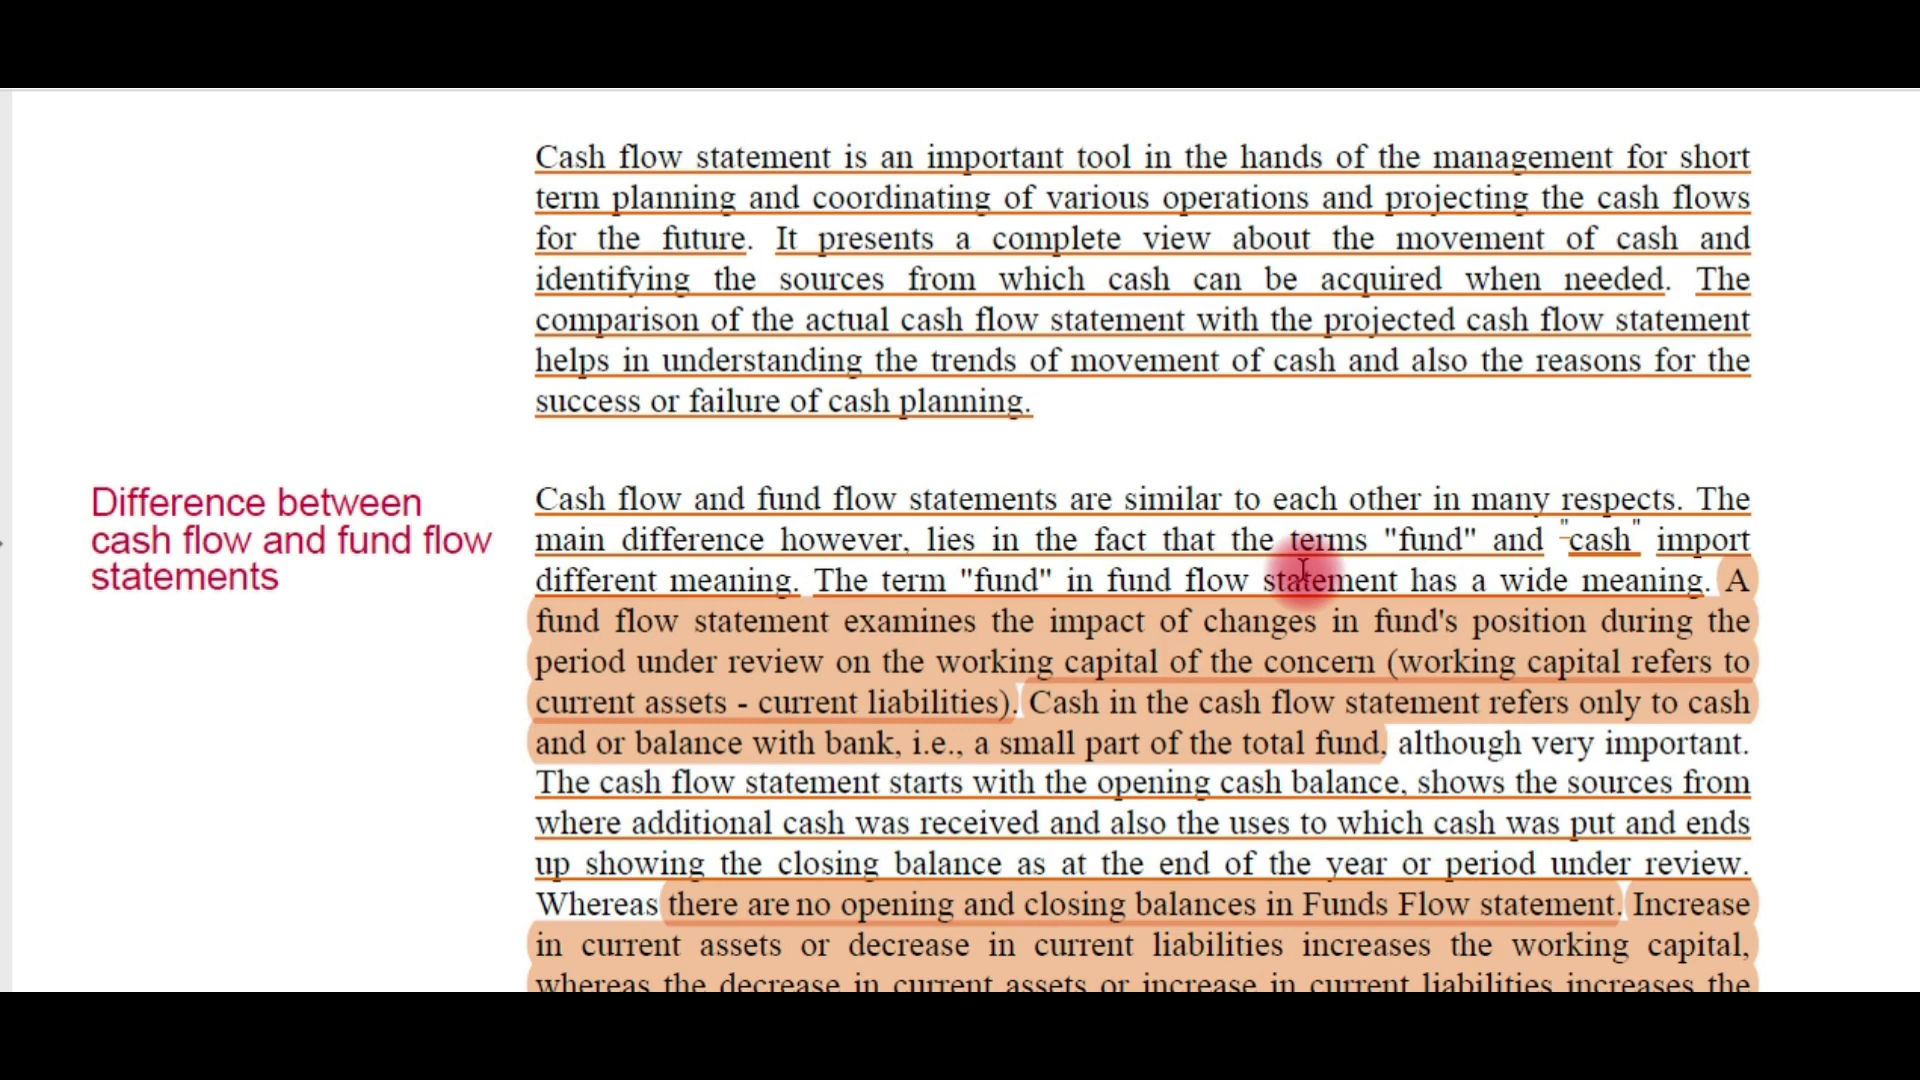 Cash flow statement is an important tool in the hands of the management for short
term planning and coordinating of various operations and projecting the cash flows
for the future. It presents a complete view about the movement of cash and
identifying the sources from which cash can be acquired when needed. The
comparison of the actual cash flow statement with the projected cash flow statement
helps in understanding the trends of movement of cash and also the reasons for the
success or failure of cash planning.
Difference between
cash flow and fund flow
statements
Cash flow and fund flow statements are similar to each other in many respects. The
main difference however, lies in the fact that the terms "fund" and "cash" import
different meaning. The term "fund" in fund flow statement has a wide meaning. A
fund flow statement examines the impact of changes in fund's position during the
period under review on the working capital of the concern (working capital refers to
current assets - current liabilities). Cash in the cash flow statement refers only to cash
and or balance with bank, i.e., a small part of the total fund, although very important.
The cash flow statement starts with the opening cash balance, shows the sources from
where additional cash was received and also the uses to which cash was put and ends
up showing the closing balance as at the end of the year or period under review.
Whereas there are no opening and closing balances in Funds Flow statement. Increase
in current assets or decrease in current liabilities increases the working capital,
whereas the decrease in current assets or increase in current liabilities increases the